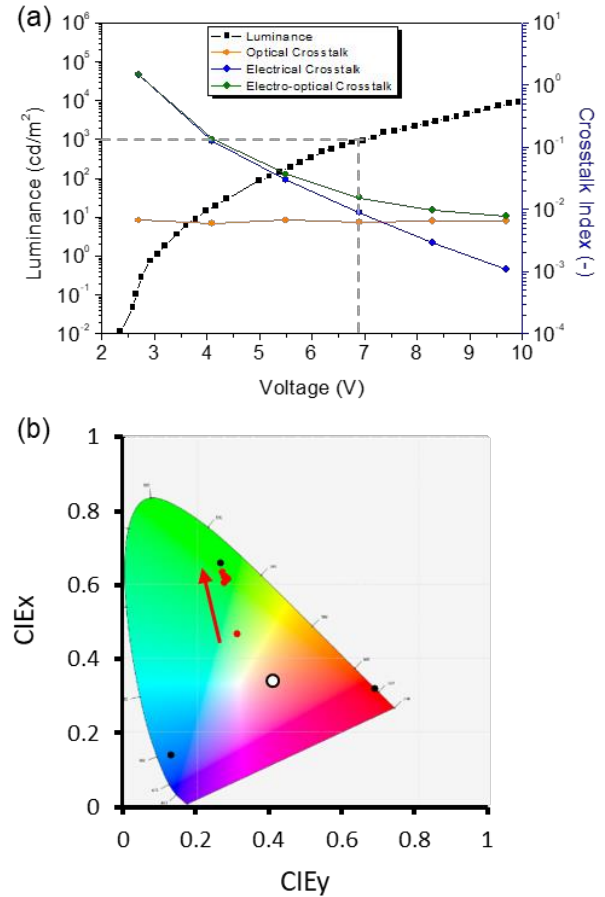 (a)
Luminance
Optical Crosstalk
Electrical Crosstalk
Electro-optical Crosstalk
10^6
10^5
10^4
10^3
10^2
10^1
10^0
10^-1
10^-2
Luminance (cd/m^2)
10^1
10^0
10^-1
10^-2
10^-3
10^-4
Crosstalk Index (-)
2 3 4 5 6 7 8 9 10
Voltage (V)
(b)
1
0.8
0.6
0.4
0.2
0
CIEx
0 0.2 0.4 0.6 0.8 1
CIEy